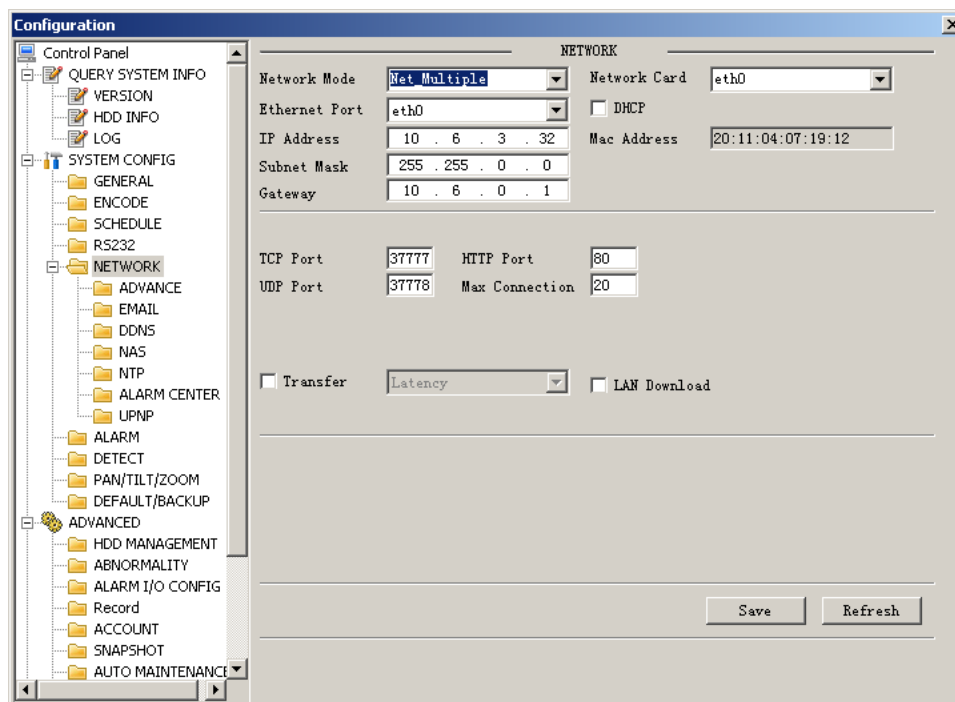 Configuration
Control Panel
QUERY SYSTEM INFO
VERSION
HDD INFO
LOG
SYSTEM CONFIG
GENERAL
ENCODE
SCHEDULE
RS232
NETWORK
ADVANCE
EMAIL
DDNS
NAS
NTP
ALARM CENTER
UPNP
ALARM
DETECT
PAN/TILT/ZOOM
DEFAULT/BACKUP
ADVANCED
HDD MANAGEMENT
ABNORMALITY
ALARM I/O CONFIG
Record
ACCOUNT
SNAPSHOT
AUTO MAINTENANCE
NETWORK
Network Mode Net_Multiple Network Card eth0
Ethernet Port eth0 DHCP
IP Address 10 . 6 . 3 . 32 Mac Address 20:11:04:07:19:12
Subnet Mask 255 . 255 . 0 . 0
Gateway 10 . 6 . 0 . 1
TCP Port 37777 HTTP Port 80
UDP Port 37778 Max Connection 20
Transfer Latency LAN Download
Save Refresh